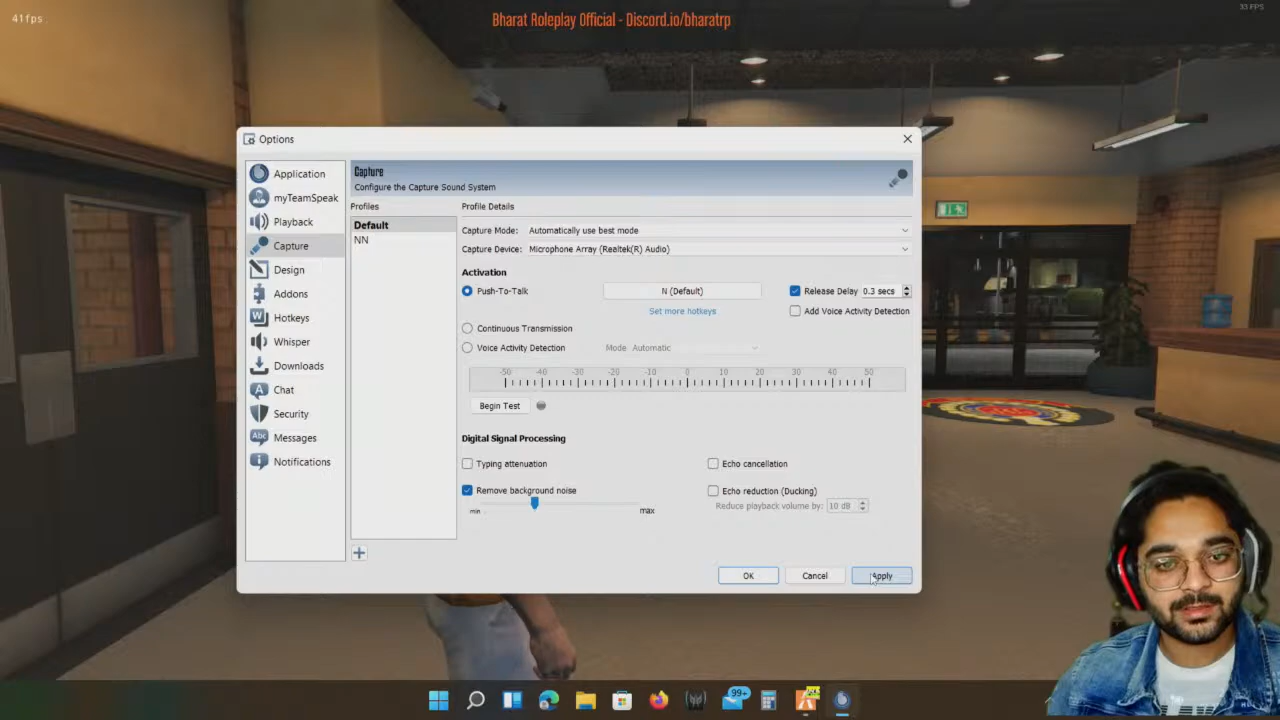 41fps
Bharat Roleplay Official - Discord.io/bharatrp
33 FPS
Options
Application
myTeamSpeak
Playback
Capture
Design
Addons
Hotkeys
Whisper
Downloads
Chat
Security
Abc
Messages
Notifications
Capture
Configure the Capture Sound System
Profiles
Default
NN
Profile Details
Capture Mode: Automatically use best mode
Capture Device: Microphone Array (Realtek(R) Audio)
Activation
Push-To-Talk
N (Default)
Release Delay 0.3 secs
Set more hotkeys
Add Voice Activity Detection
Continuous Transmission
Voice Activity Detection
Mode Automatic
-50 -40 -30 -20 -10 0 10 20 30 40 50
Begin Test
Digital Signal Processing
Typing attenuation
Echo cancellation
Remove background noise
Echo reduction (Ducking)
min
max
Reduce playback volume by: 10 dB
OK
Cancel
Apply
99+